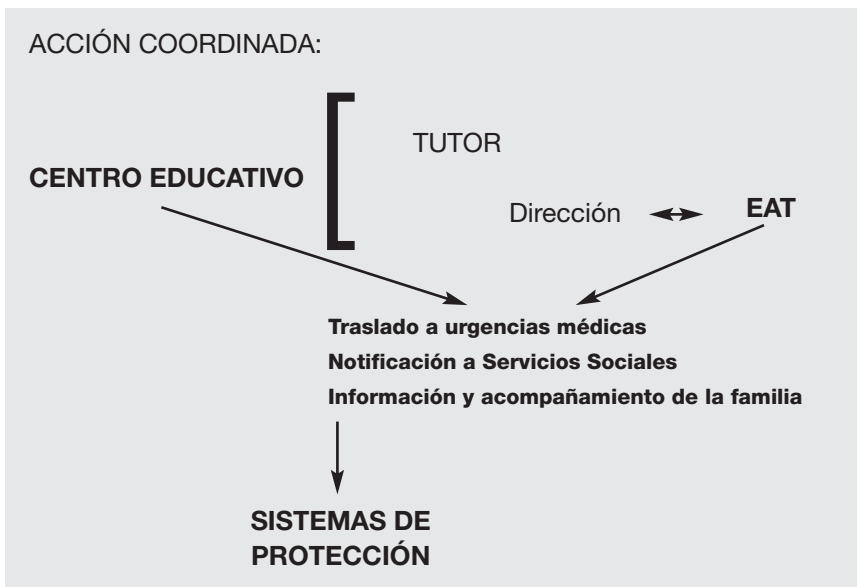 ACCIÓN COORDINADA:
TUTOR
CENTRO EDUCATIVO
Dirección
EAT
Traslado a urgencias médicas
Notificación a Servicios Sociales
Información y acompañamiento de la familia
SISTEMAS DE
PROTECCIÓN